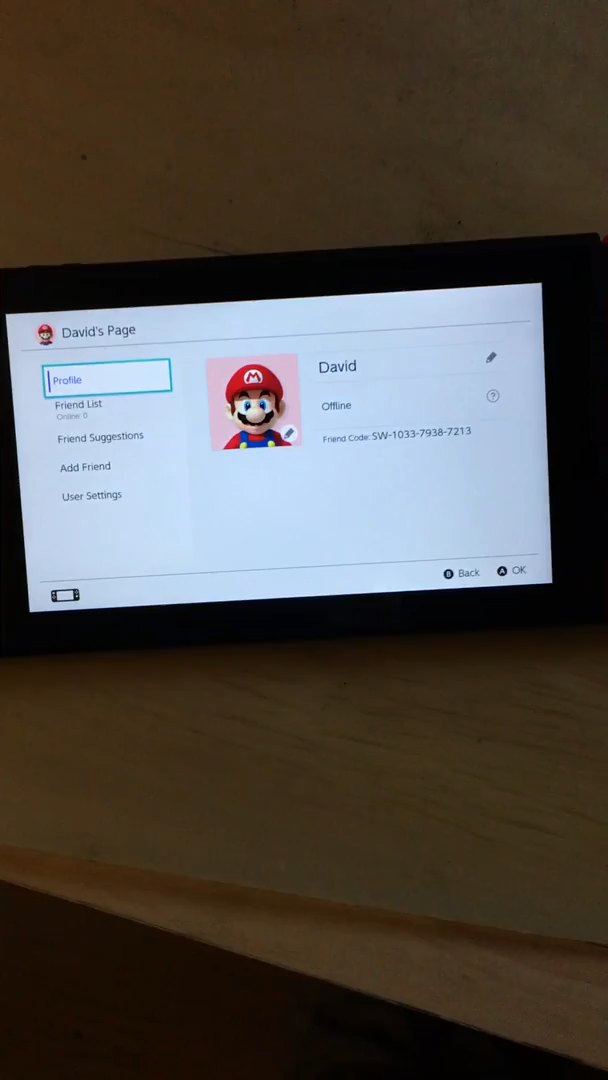 David's Page
Profile
Friend List
Online: 0
Friend Suggestions
Add Friend
User Settings
David
Offline
?
Friend Code: SW-1033-7938-7213
M
B Back
A OK